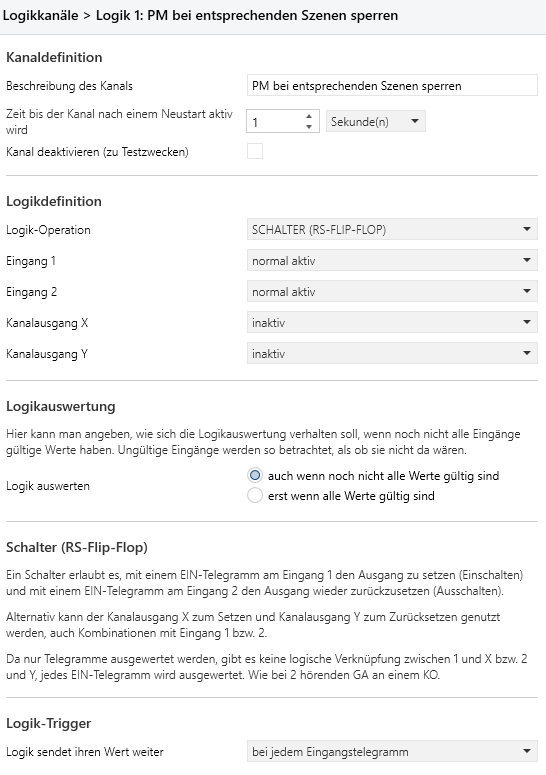 Logikkanäle > Logik 1: PM bei entsprechenden Szenen sperren
Kanaldefinition
Beschreibung des Kanals PM bei entsprechenden Szenen sperren
Zeit bis der Kanal nach einem Neustart aktiv
wird 1 Sekunde(n)
Kanal deaktivieren (zu Testzwecken)
Logikdefinition
Logik-Operation SCHALTER (RS-FLIP-FLOP)
Eingang 1 normal aktiv
Eingang 2 normal aktiv
Kanalausgang X inaktiv
Kanalausgang Y inaktiv
Logikauswertung
Hier kann man angeben, wie sich die Logikauswertung verhalten soll, wenn noch nicht alle Eingänge
gültige Werte haben. Ungültige Eingänge werden so betrachtet, als ob sie nicht da wären.
Logik auswerten
auch wenn noch nicht alle Werte gültig sind
erst wenn alle Werte gültig sind
Schalter (RS-Flip-Flop)
Ein Schalter erlaubt es, mit einem EIN-Telegramm am Eingang 1 den Ausgang zu setzen (Einschalten)
und mit einem EIN-Telegramm am Eingang 2 den Ausgang wieder zurückzusetzen (Ausschalten).
Alternativ kann der Kanalausgang X zum Setzen und Kanalausgang Y zum Zurücksetzen genutzt
werden, auch Kombinationen mit Eingang 1 bzw. 2.
Da nur Telegramme ausgewertet werden, gibt es keine logische Verknüpfung zwischen 1 und X bzw. 2
und Y, jedes EIN-Telegramm wird ausgewertet. Wie bei 2 hörenden GA an einem KO.
Logik-Trigger
Logik sendet ihren Wert weiter bei jedem Eingangstelegramm